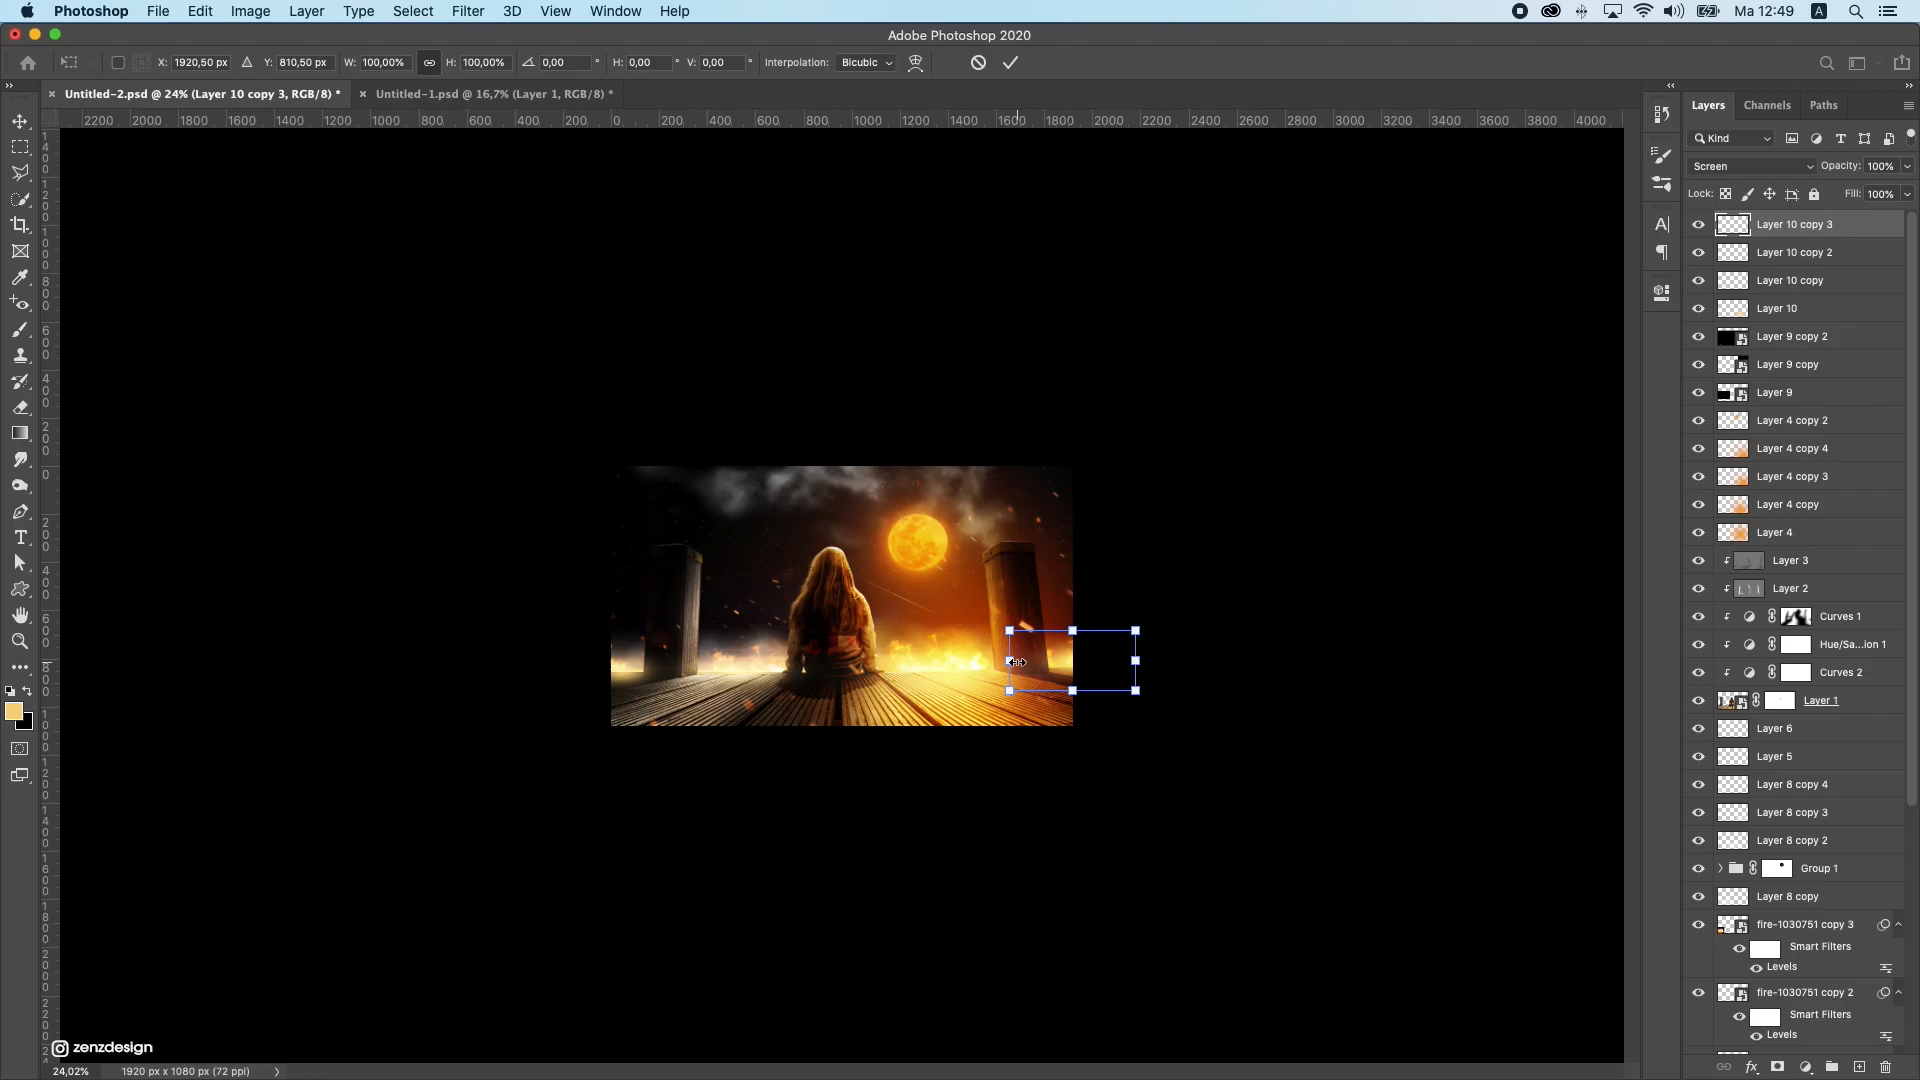 Photoshop File Edit Image Layer Type Select Filter 3D View Window Help Ma 12:49 A
Adobe Photoshop 2020
X: 1920,50 px Y: 810,50 px W: 100,00% H: 100,00% 0,00 ° H: 0,00 ° V: 0,00 ° Interpolation: Bicubic
Untitled-2.psd @ 24% (Layer 10 copy 3, RGB/8) * Untitled-1.psd @ 16,7% (Layer 1, RGB/8) *
2200 2000 1800 1600 1400 1200 1000 800 600 400 200 0 200 400 600 800 1000 1200 1400 1600 1800 2000 2200 2400 2600 2800 3000 3200 3400 3600 3800 4000
Layers Channels Paths
Kind
Screen Opacity: 100%
Lock: Fill: 100%
Layer 10 copy 3
Layer 10 copy 2
Layer 10 copy
Layer 10
Layer 9 copy 2
Layer 9 copy
Layer 9
Layer 4 copy 2
Layer 4 copy 4
Layer 4 copy 3
Layer 4 copy
Layer 4
Layer 3
Layer 2
Curves 1
Hue/Sa...ion 1
Curves 2
Layer 1
Layer 6
Layer 5
Layer 8 copy 4
Layer 8 copy 3
Layer 8 copy 2
Group 1
Layer 8 copy
fire-1030751 copy 3
Smart Filters
Levels
fire-1030751 copy 2
Smart Filters
Levels
zenzdesign
24,02% 1920 px x 1080 px (72 ppi)